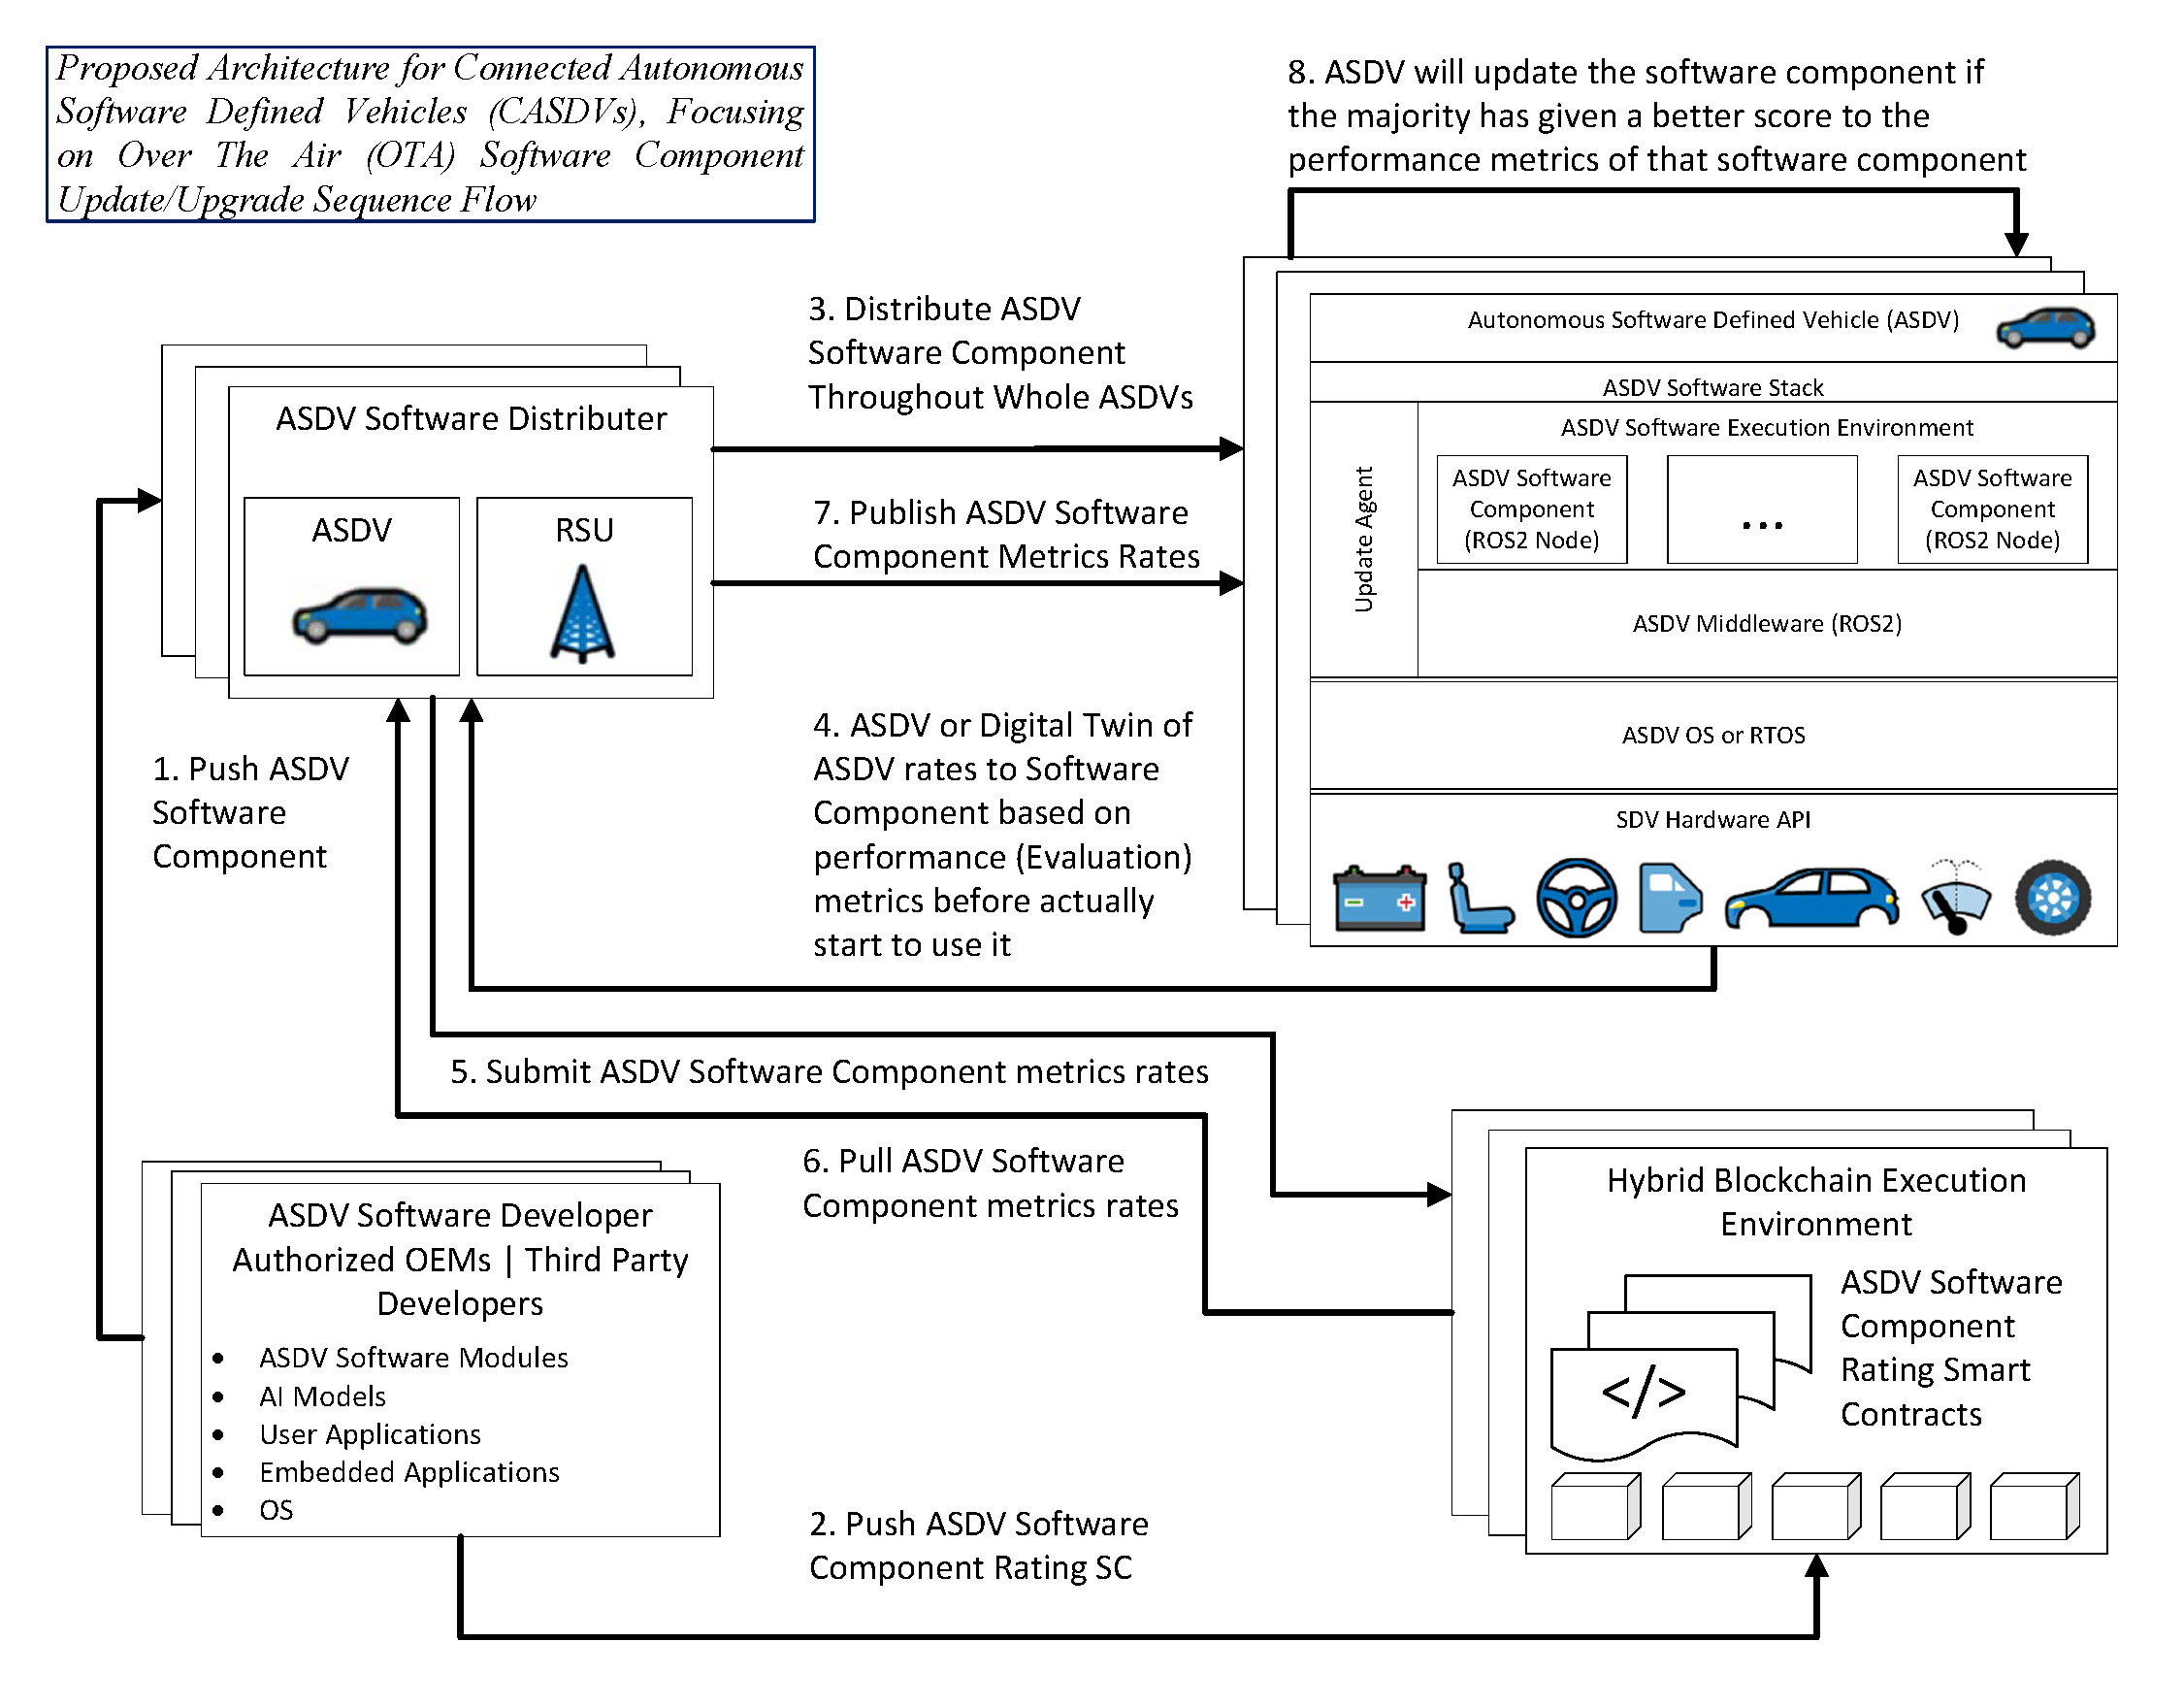 Proposed Architecture for Connected Autonomous
Software Defined Vehicles (CASDVs), Focusing
on Over The Air (OTA) Software Component
Update/Upgrade Sequence Flow
8. ASDV will update the software component if
the majority has given a better score to the
performance metrics of that software component
3. Distribute ASDV
Software Component
Throughout Whole ASDVs
ASDV Software Distributer
ASDV
RSU
7. Publish ASDV Software
Component Metrics Rates
Autonomous Software Defined Vehicle (ASDV)
ASDV Software Stack
Update Agent
ASDV Software Execution Environment
ASDV Software
Component
(ROS2 Node)
...
ASDV Software
Component
(ROS2 Node)
ASDV Middleware (ROS2)
ASDV OS or RTOS
SDV Hardware API
1. Push ASDV
Software
Component
4. ASDV or Digital Twin of
ASDV rates to Software
Component based on
performance (Evaluation)
metrics before actually
start to use it
5. Submit ASDV Software Component metrics rates
6. Pull ASDV Software
Component metrics rates
ASDV Software Developer
Authorized OEMs | Third Party
Developers
• ASDV Software Modules
• AI Models
• User Applications
• Embedded Applications
• OS
Hybrid Blockchain Execution
Environment
</>
ASDV Software
Component
Rating Smart
Contracts
2. Push ASDV Software
Component Rating SC